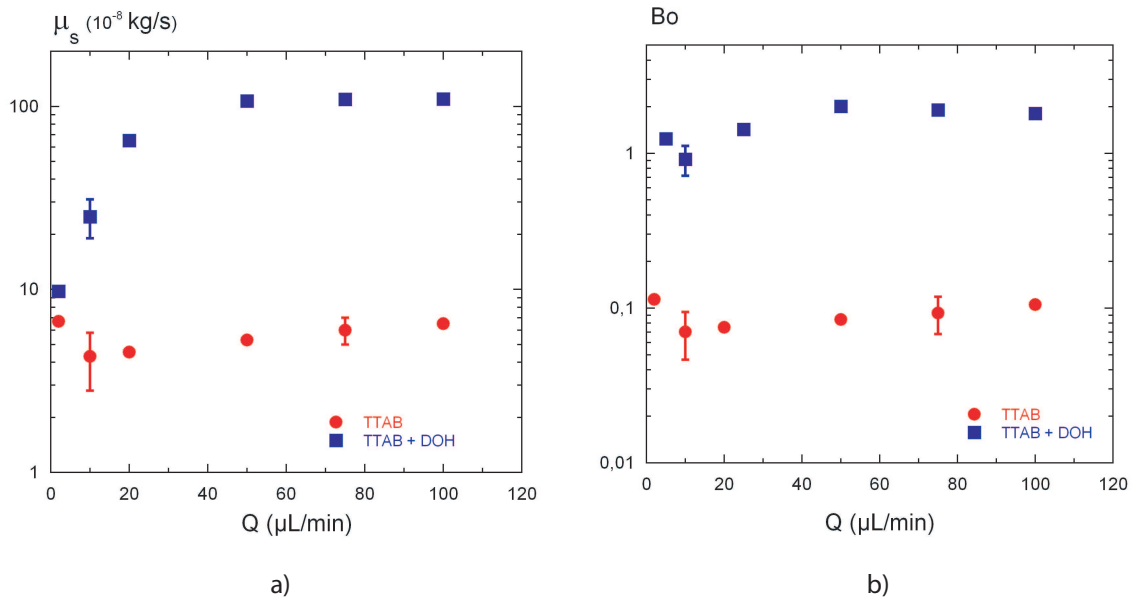 μs (10-8 kg/s)
100
10
1
0 20 40 60 80 100 120
Q (µL/min)
TTAB
TTAB + DOH
a)
Bo
1
0,1
0,01
0 20 40 60 80 100 120
Q (µL/min)
TTAB
TTAB + DOH
b)